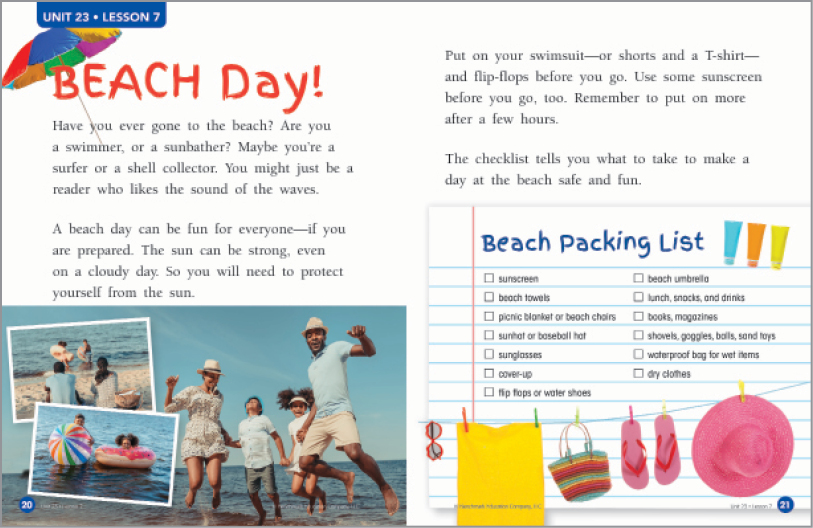 UNIT 23 • LESSON 7
BEACH Day!
Have you ever gone to the beach? Are you
a swimmer, or a sunbather? Maybe you're a
surfer or a shell collector. You might just be a
reader who likes the sound of the waves.
A beach day can be fun for everyone—if you
are prepared. The sun can be strong, even
on a cloudy day. So you will need to protect
yourself from the sun.
20
Put on your swimsuit—or shorts and a T-shirt—
and flip-flops before you go. Use some sunscreen
before you go, too. Remember to put on more
after a few hours.
The checklist tells you what to take to make a
day at the beach safe and fun.
Beach Packing List
sunscreen
beach towels
picnic blanket or beach chairs
sunhat or baseball hat
sunglasses
cover-up
flip flops or water shoes
beach umbrella
lunch, snacks, and drinks
books, magazines
shovels, goggles, balls, sand toys
waterproof bag for wet items
dry clothes
Benchmark Education Company, LLC
Unit 23 • Lesson 7
21